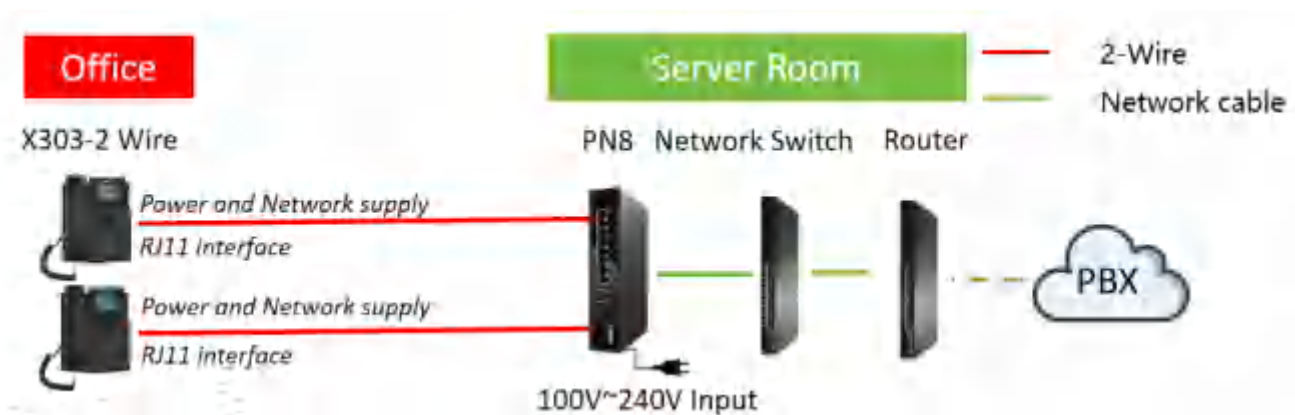 Office
Server Room
2-Wire
Network cable
X303-2 Wire
PN8 Network Switch Router
Power and Network supply
RJ11 interface
PBX
Power and Network supply
RJ11 interface
100V~240V Input